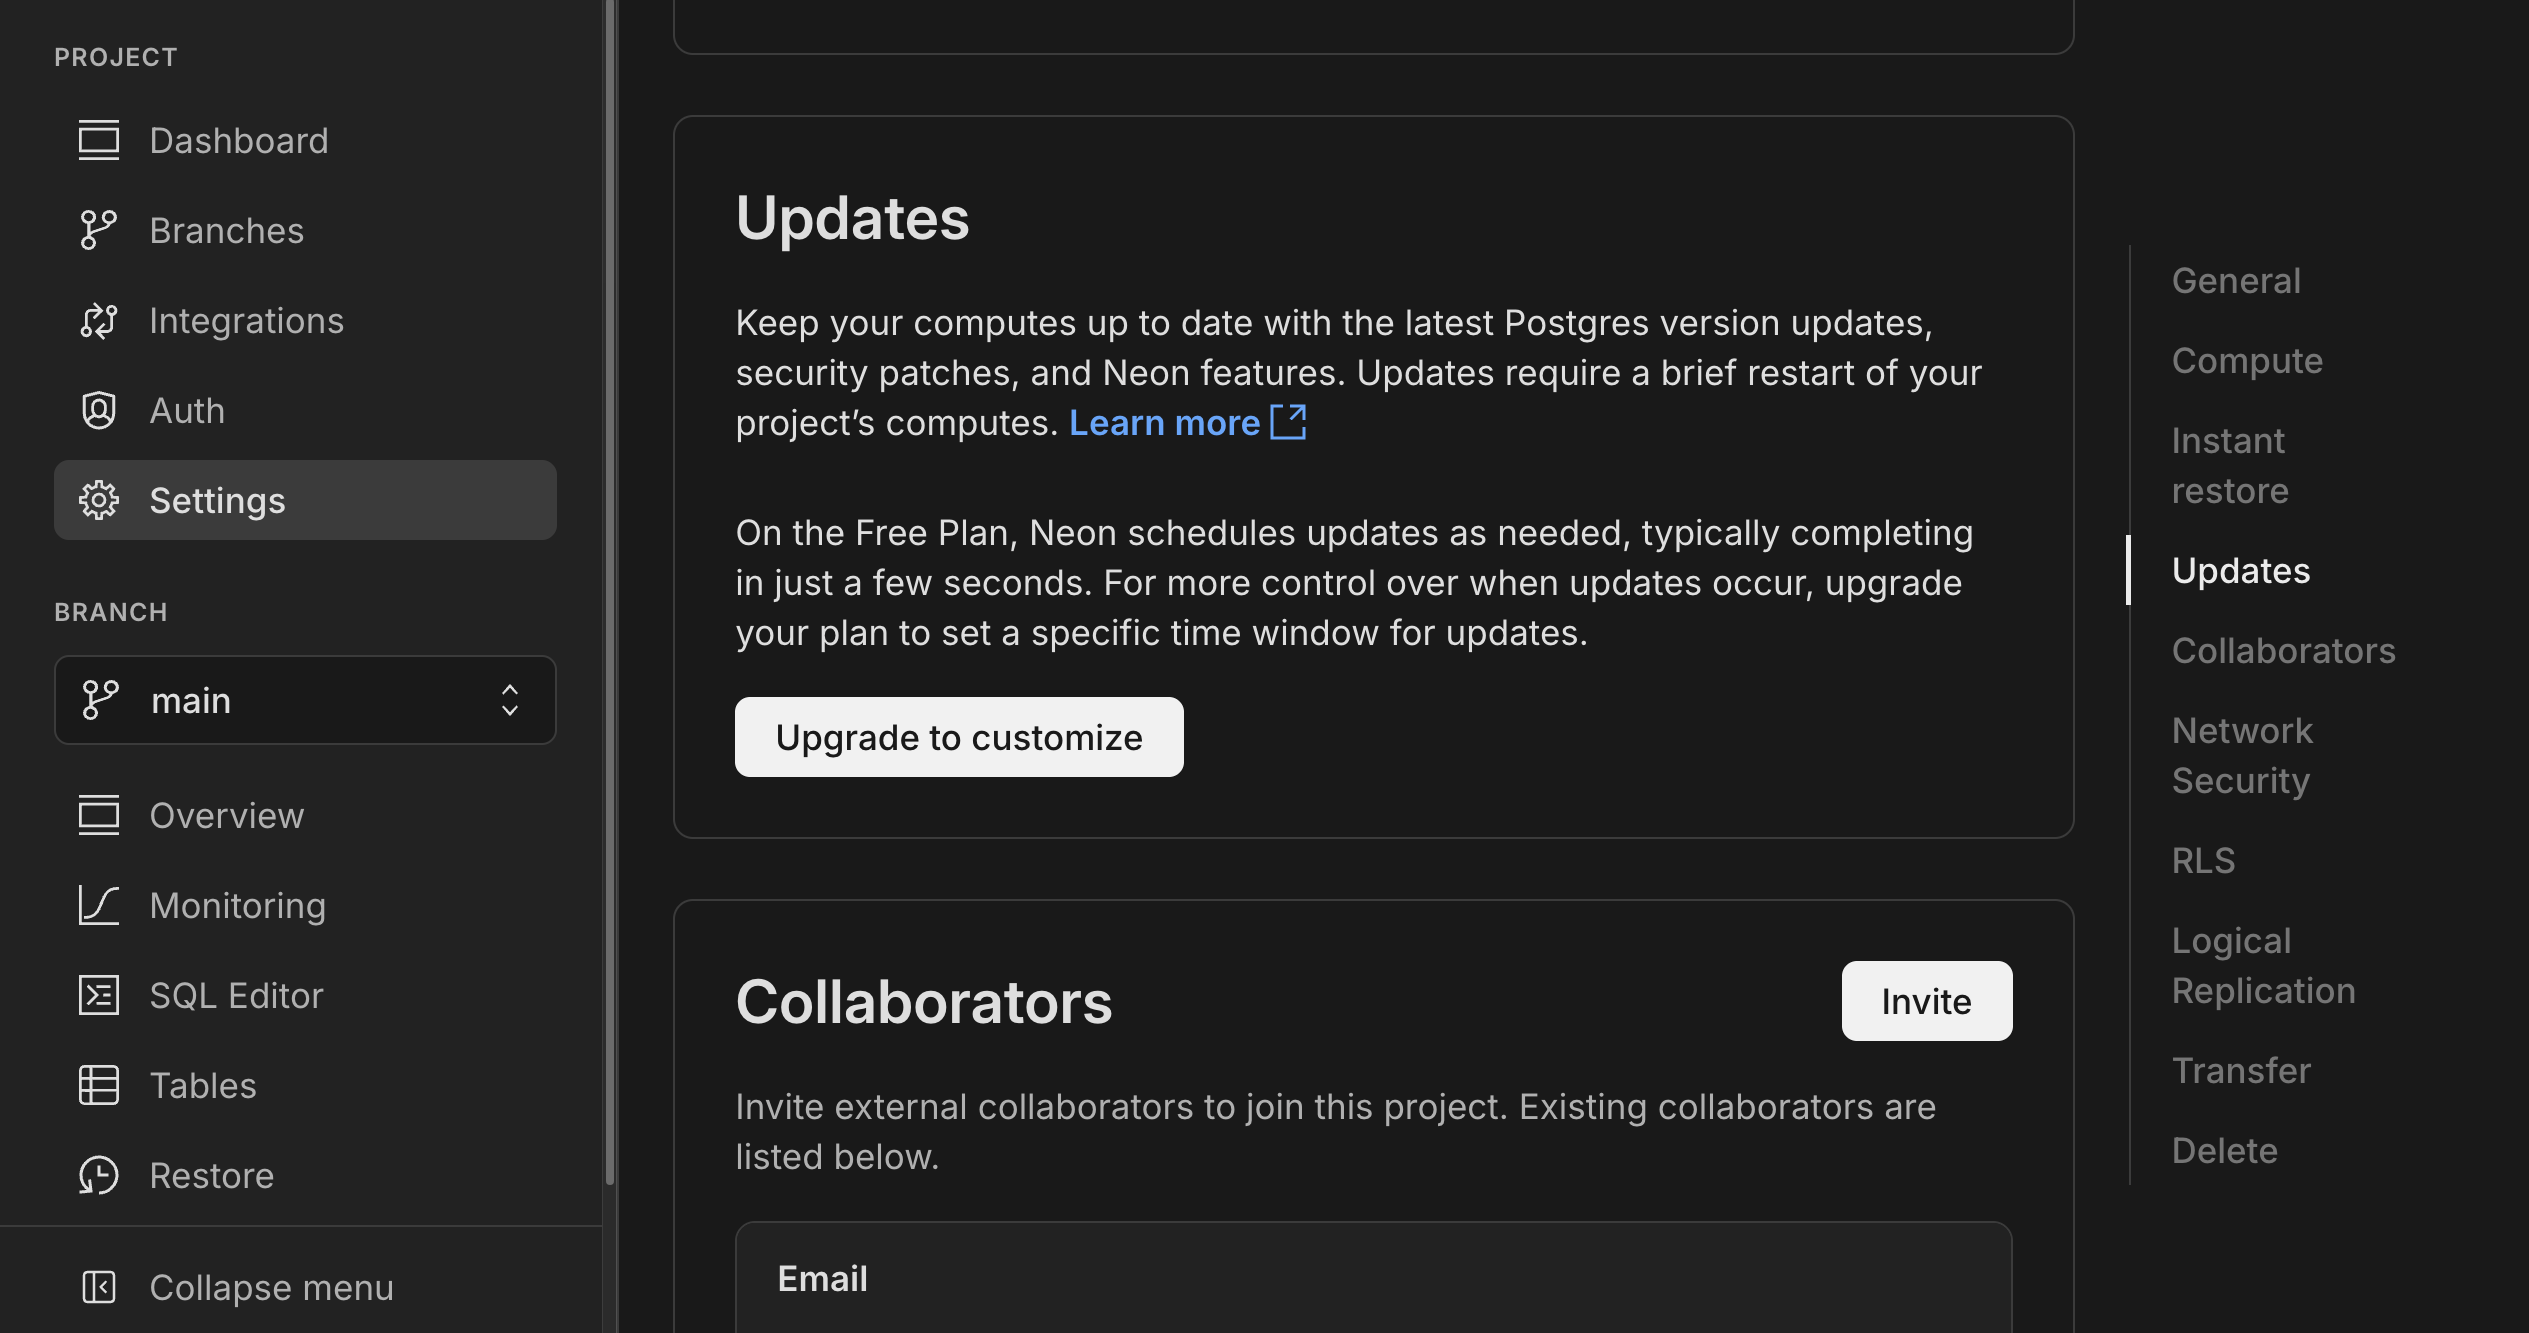 PROJECT
Dashboard
Branches
Integrations
Auth
Settings
BRANCH
main
Overview
Monitoring
SQL Editor
Tables
Restore
Collapse menu
Updates
Keep your computes up to date with the latest Postgres version updates,
security patches, and Neon features. Updates require a brief restart of your
project’s computes. Learn more
On the Free Plan, Neon schedules updates as needed, typically completing
in just a few seconds. For more control over when updates occur, upgrade
your plan to set a specific time window for updates.
Upgrade to customize
Collaborators
Invite
Invite external collaborators to join this project. Existing collaborators are
listed below.
Email
General
Compute
Instant
restore
Updates
Collaborators
Network
Security
RLS
Logical
Replication
Transfer
Delete